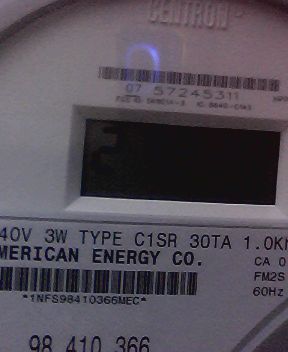 CENTRON
07 57245311
40V 3W TYPE C1SR 30TA 1.0K
MERICAN ENERGY CO.
CA 0
FM2S
*1NFS98410366MEC*
60Hz
98 410 366